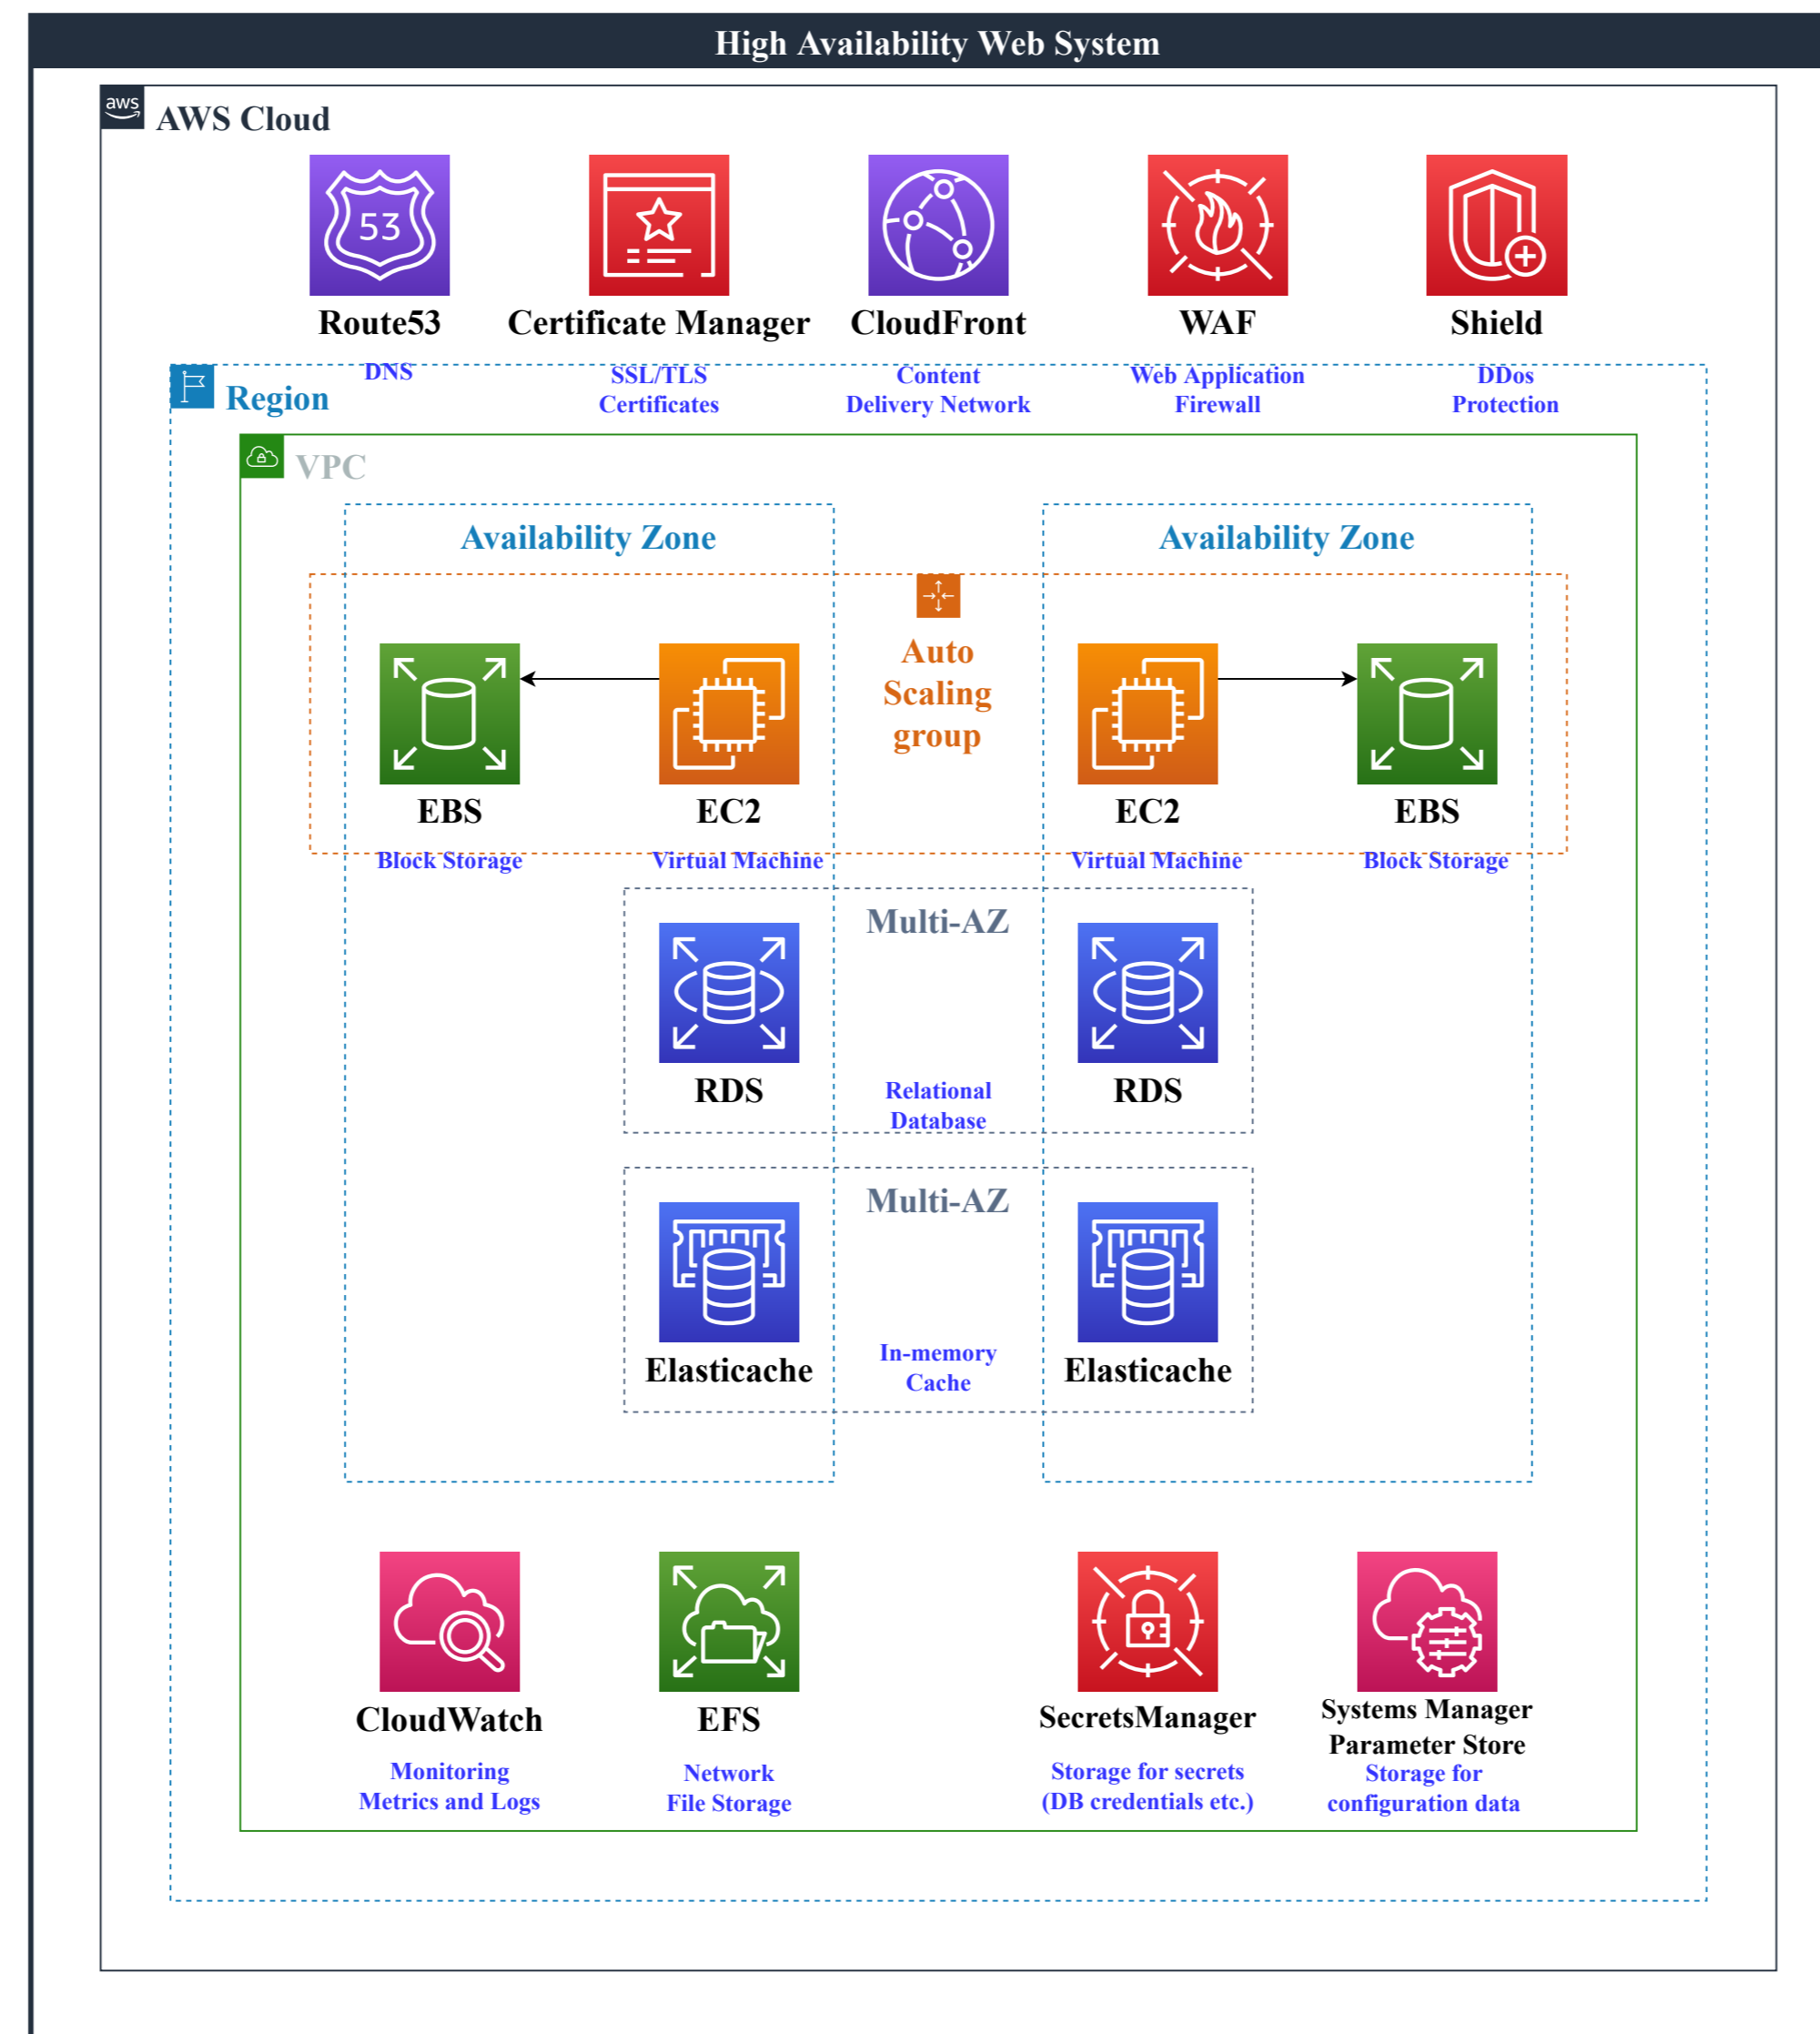 High Availability Web System
aws
AWS Cloud
53
Route53
Certificate Manager
CloudFront
WAF
Shield
DNS
SSL/TLS
Certificates
Content
Delivery Network
Web Application
Firewall
DDos
Protection
Region
VPC
Availability Zone
Availability Zone
Auto
Scaling
group
EBS
EC2
EC2
EBS
Block Storage
Virtual Machine
Virtual Machine
Block Storage
Multi-AZ
RDS
RDS
Relational
Database
Multi-AZ
Elasticache
Elasticache
In-memory
Cache
CloudWatch
EFS
SecretsManager
Systems Manager
Parameter Store
Monitoring
Metrics and Logs
Network
File Storage
Storage for secrets
(DB credentials etc.)
Storage for
configuration data